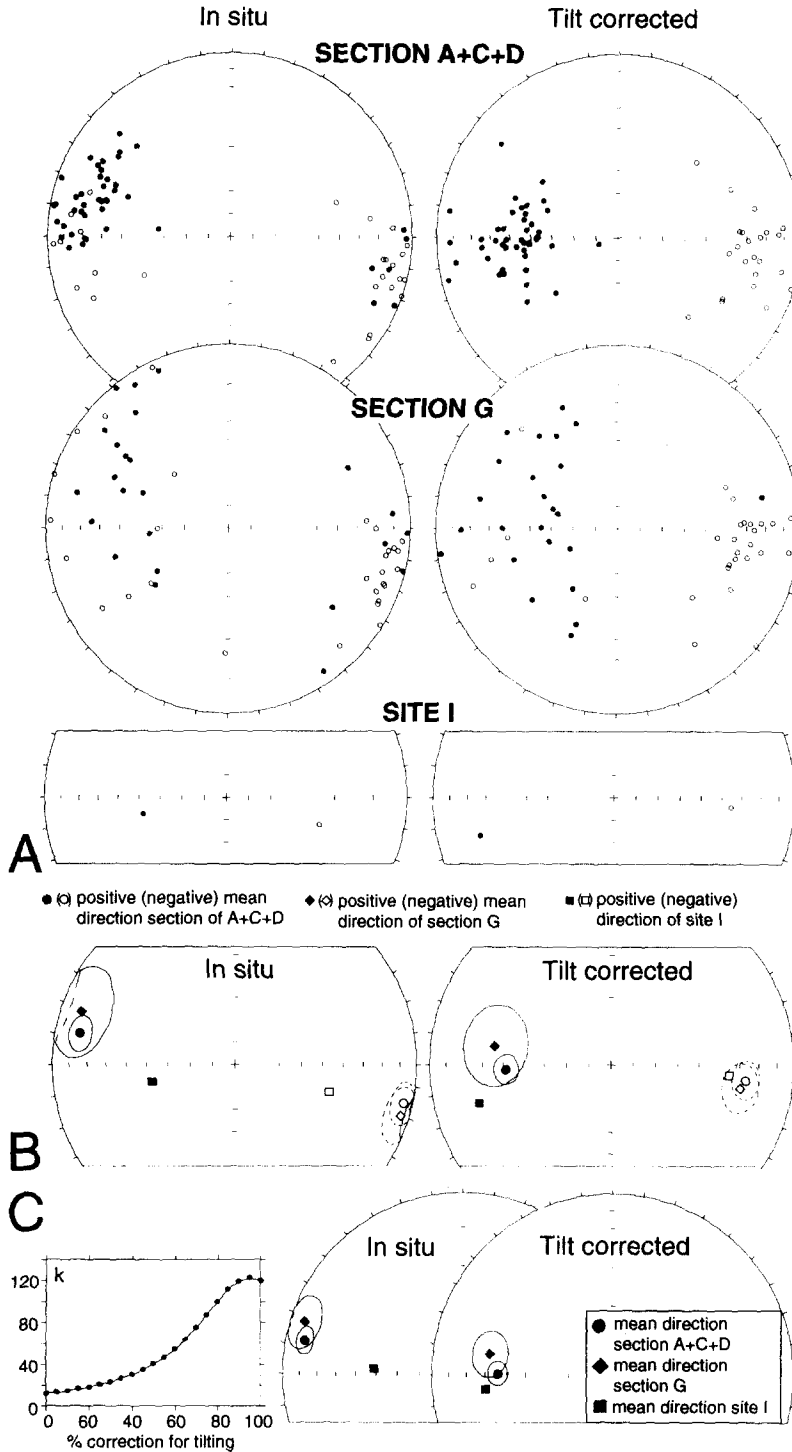 In situ
Tilt corrected
SECTION A+C+D
SECTION G
SITE I
A
● (○) positive (negative) mean direction section of A+C+D
◆ (◇) positive (negative) mean direction of section G
■ (□) positive (negative) direction of site I
In situ
Tilt corrected
B
C
k
120
80
40
0
0 60 40 60 80 100
% correction for tilting
In situ
Tilt corrected
● mean direction
section A+C+D
◆ mean direction
section G
■ mean direction site I